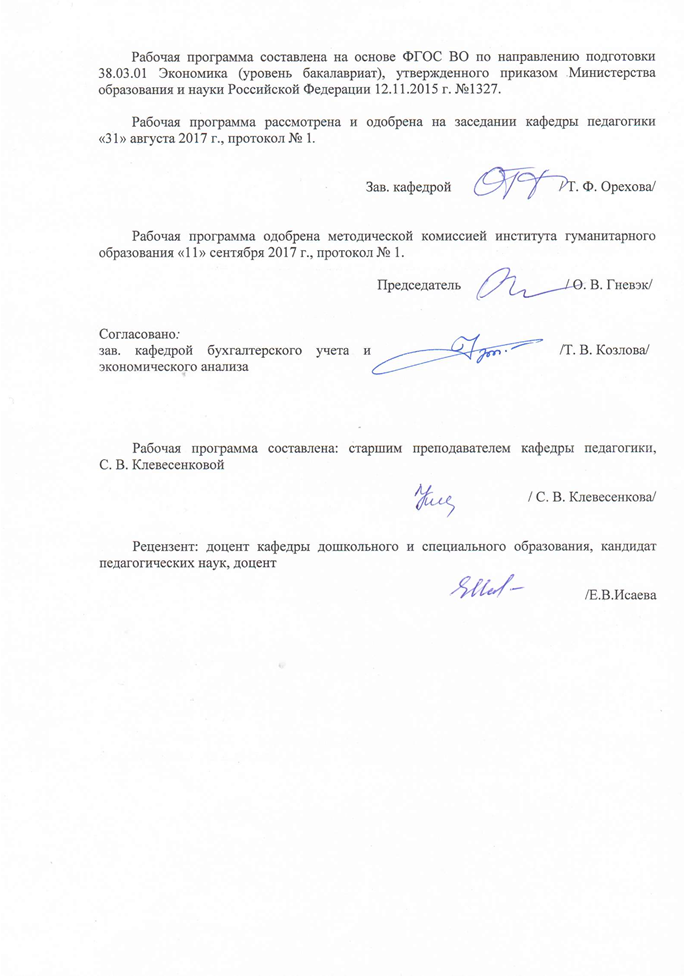 Рабочая программа составлена на основе ФГОС ВО по направлению подготовки
38.03.01 Экономика (уровень бакалавриат), утвержденного приказом Министерства
образования и науки Российской Федерации 12.11.2015 г. №1327.
Рабочая программа рассмотрена и одобрена на заседании кафедры педагогики
«31» августа 2017 г., протокол № 1.
Зав. кафедрой /Т. Ф. Орехова/
Рабочая программа одобрена методической комиссией института гуманитарного
образования «11» сентября 2017 г., протокол № 1.
Председатель / О. В. Гневэк/
Согласовано:
зав. кафедрой бухгалтерского учета и /Т. В. Козлова/
экономического анализа
Рабочая программа составлена: старшим преподавателем кафедры педагогики,
С. В. Клевесенковой
/ С. В. Клевесенкова/
Рецензент: доцент кафедры дошкольного и специального образования, кандидат
педагогических наук, доцент
/Е.В.Исаева